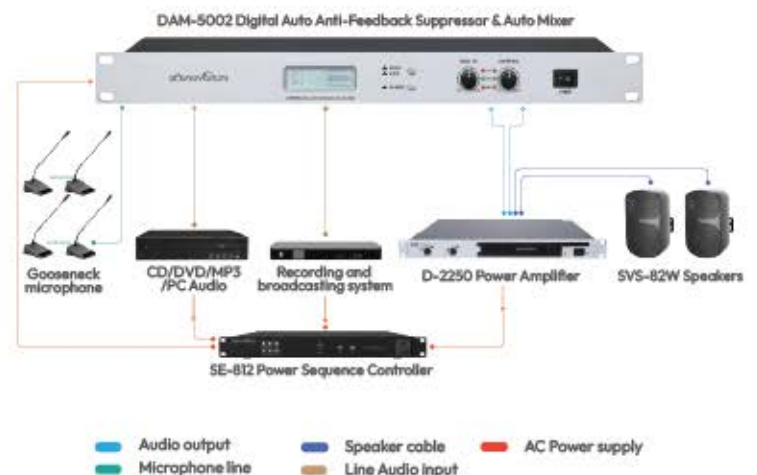 DAM-5002 Digital Auto Anti-Feedback Suppressor & Auto Mixer
Gooseneck
microphone
CD/DVD/MP3
/PC Audio
Recording and
broadcasting system
D-2250 Power Amplifier
SVS-82W Speakers
SE-812 Power Sequence Controller
Audio output
Speaker cable
AC Power supply
Microphone line
Line Audio input